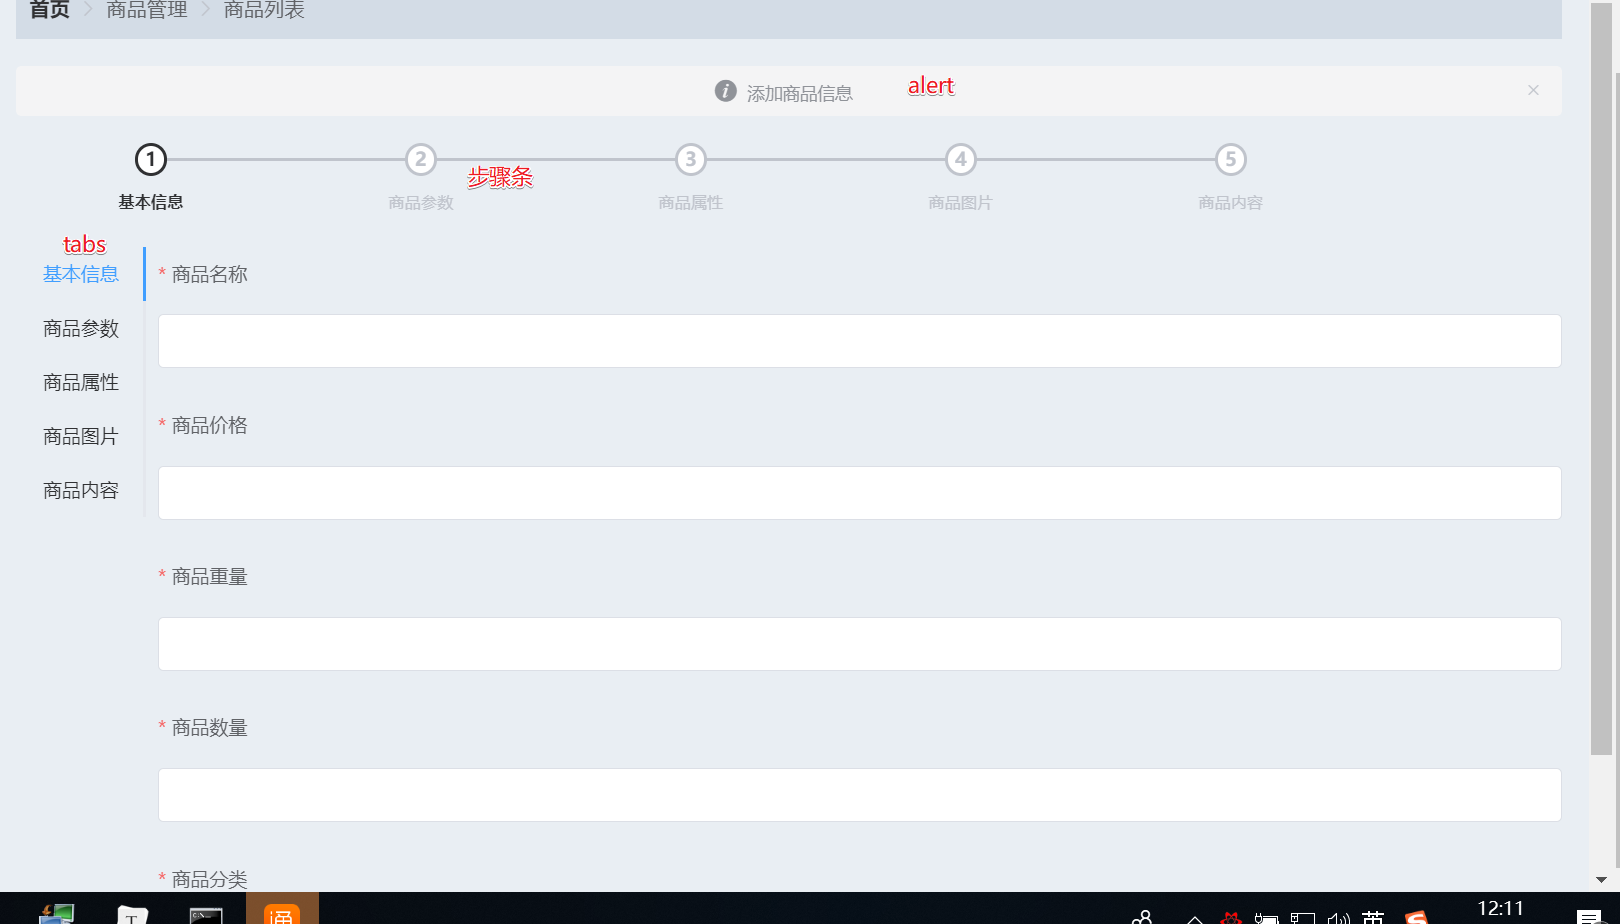 首页 > 商品管理 > 商品列表
添加商品信息 alert ×
1 2 3 4 5
步骤条
基本信息 商品参数 商品属性 商品图片 商品内容
tabs
基本信息
商品参数
商品属性
商品图片
商品内容
* 商品名称
* 商品价格
* 商品重量
* 商品数量
* 商品分类
T 通 英 12:11